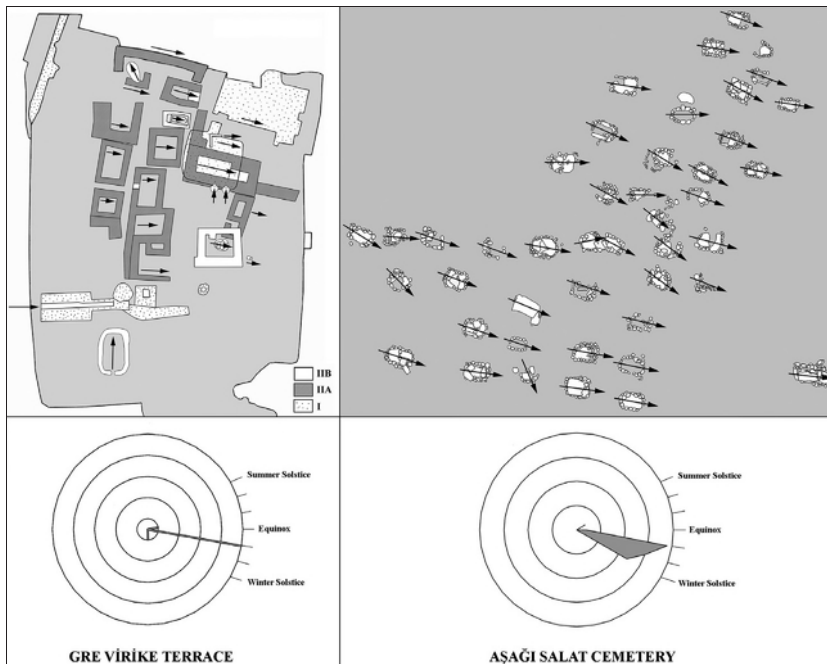 IIB
IIA
I
Summer Solstice
Equinox
Winter Solstice
GRE VİRİKE TERRACE
Summer Solstice
Equinox
Winter Solstice
AŞAĞI SALAT CEMETERY